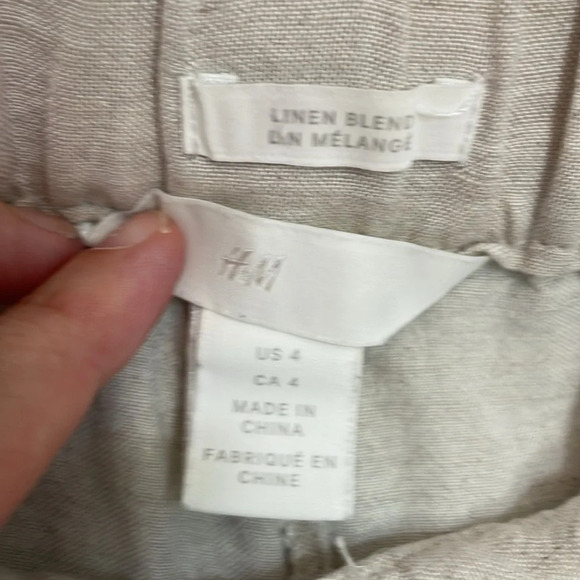 LINEN BLEND
LIN MÉLANGÉ
H&M
US 4
CA 4
MADE IN
CHINA
FABRIQUÉ EN
CHINE